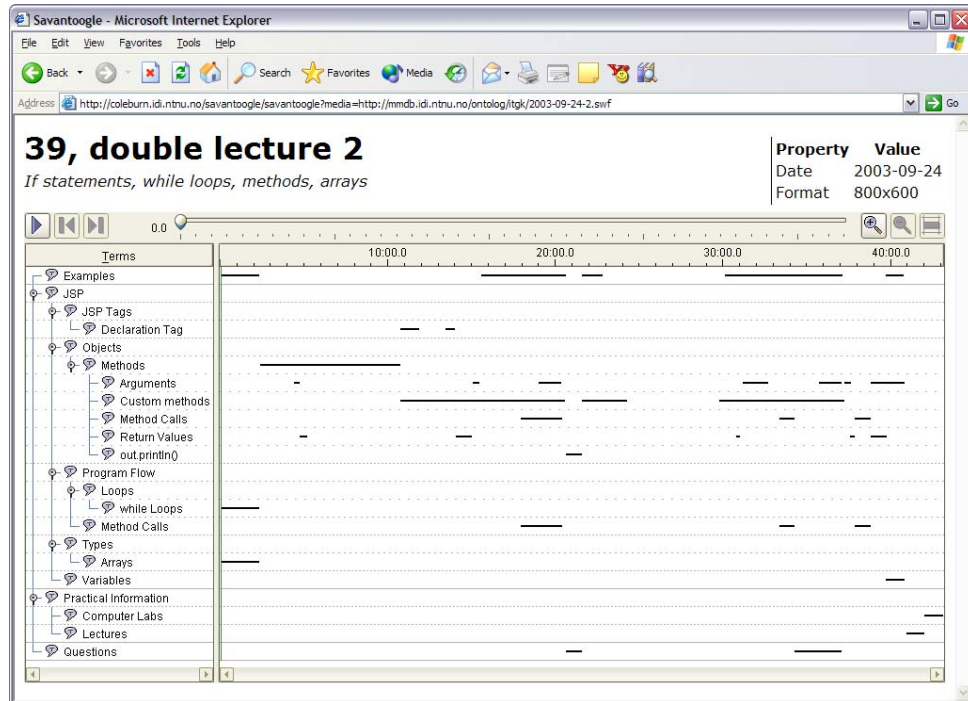 Savantoogle - Microsoft Internet Explorer
File Edit View Favorites Tools Help
Back Search Favorites Media
Address http://coleburn.idi.ntnu.no/savantoogle/savantoogle?media=http://mmdb.idi.ntnu.no/ontolog/itgk/2003-09-24-2.swf Go
39, double lecture 2
If statements, while loops, methods, arrays
Property Value
Date 2003-09-24
Format 800x600
0.0
Terms 10:00.0 20:00.0 30:00.0 40:00.0
Examples
JSP
JSP Tags
Declaration Tag
Objects
Methods
Arguments
Custom methods
Method Calls
Return Values
out.println()
Program Flow
Loops
while Loops
Method Calls
Types
Arrays
Variables
Practical Information
Computer Labs
Lectures
Questions